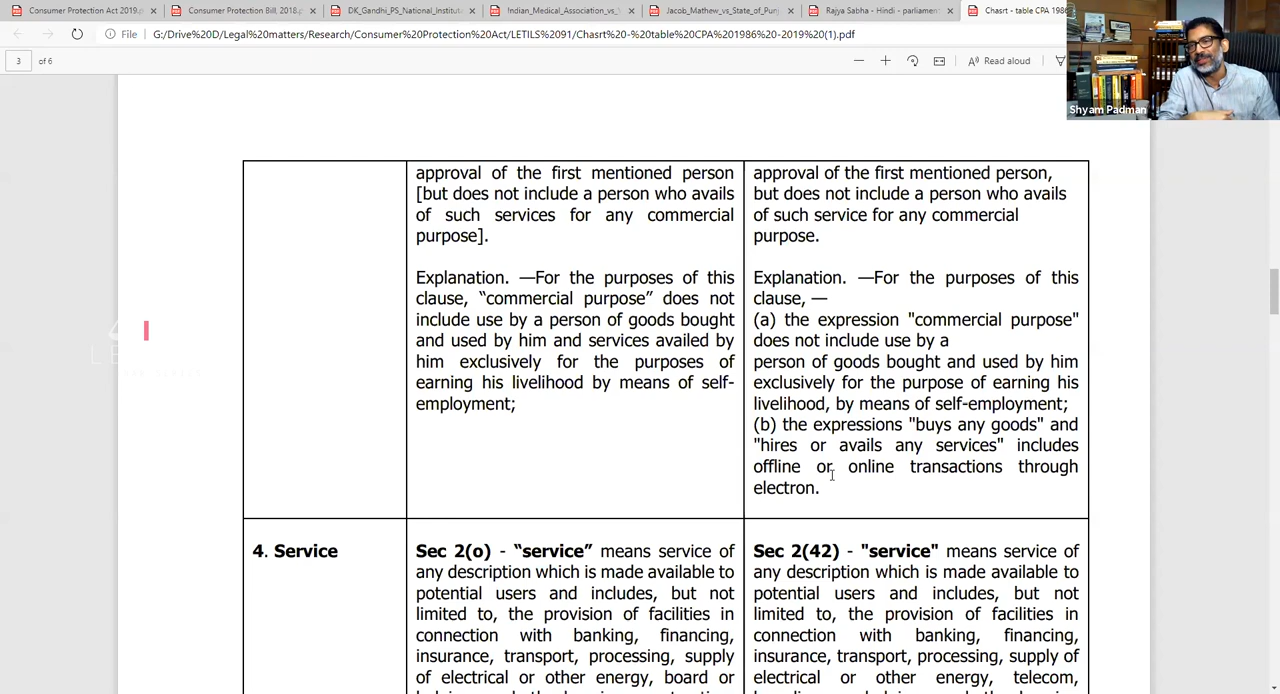 Consumer Protection Act 2019.p
Consumer Protection Bill, 2018.pd
DK_Gandhi_PS_National_Institut
Indian_Medical_Association_vs_
Jacob_Mathew_vs_State_of_Pun
Rajya Sabha - Hindi - parliamen
Chasrt - table CPA 198
File
G:/Drive%20D/Legal%20matters/Research/Consumer%20Protection%20Act/LETILS%2091/Chasrt%20-%20table%20CPA%201986%20-2019%20(1).pdf
3 of 6
Read aloud
Shyam Padman
approval of the first mentioned person
[but does not include a person who avails
of such services for any commercial
purpose].
Explanation. —For the purposes of this
clause, “commercial purpose” does not
include use by a person of goods bought
and used by him and services availed by
him exclusively for the purposes of
earning his livelihood by means of self-
employment;
approval of the first mentioned person,
but does not include a person who avails
of such service for any commercial
purpose.
Explanation. —For the purposes of this
clause, —
(a) the expression "commercial purpose"
does not include use by a
person of goods bought and used by him
exclusively for the purpose of earning his
livelihood, by means of self-employment;
(b) the expressions "buys any goods" and
"hires or avails any services" includes
offline or online transactions through
electron.
4. Service
Sec 2(o) - “service” means service of
any description which is made available to
potential users and includes, but not
limited to, the provision of facilities in
connection with banking, financing,
insurance, transport, processing, supply
of electrical or other energy, board or
Sec 2(42) - "service" means service of
any description which is made available to
potential users and includes, but not
limited to, the provision of facilities in
connection with banking, financing,
insurance, transport, processing, supply of
electrical or other energy, telecom,